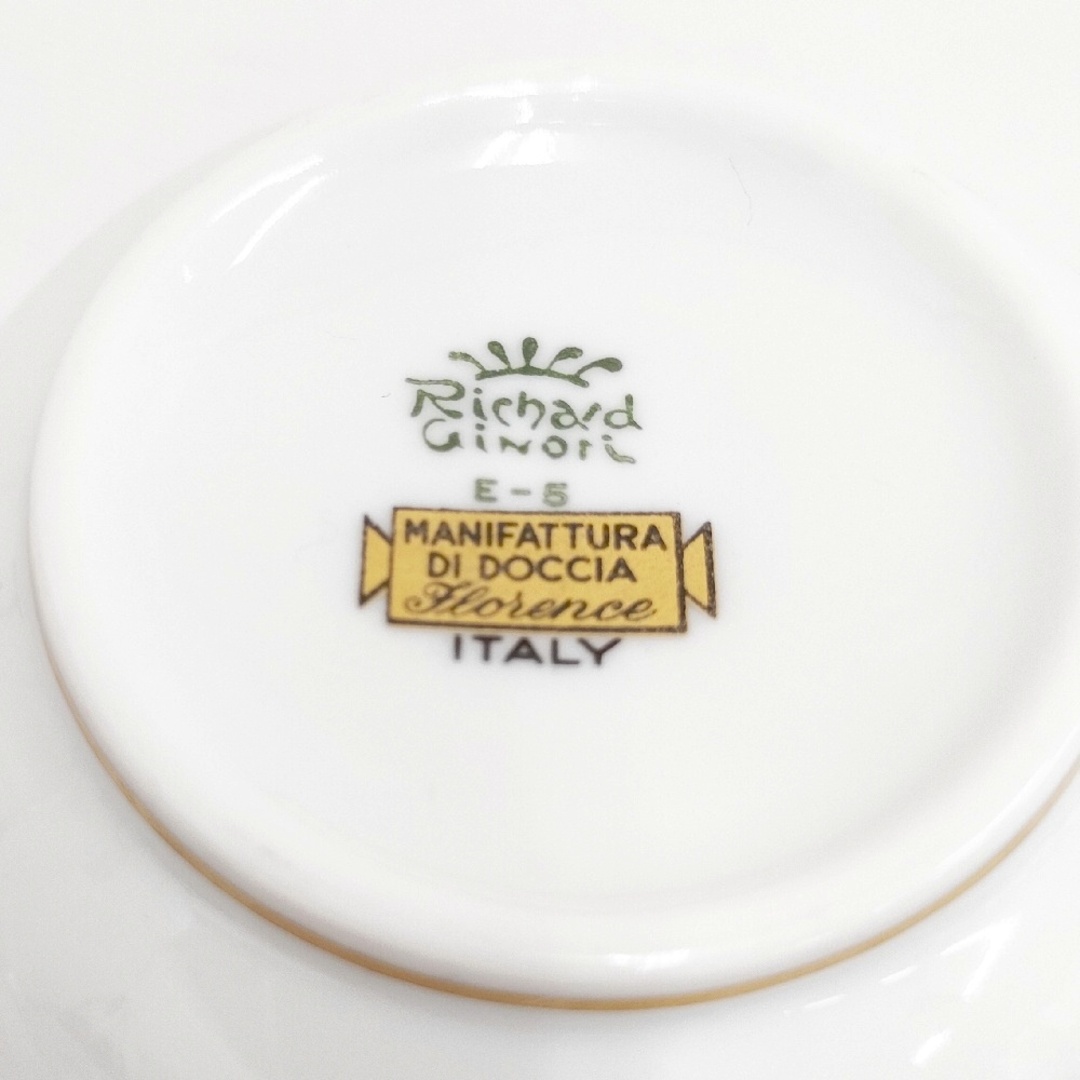 Richard
Ginori
E-5
MANIFATTURA
DI DOCCIA
Florence
ITALY